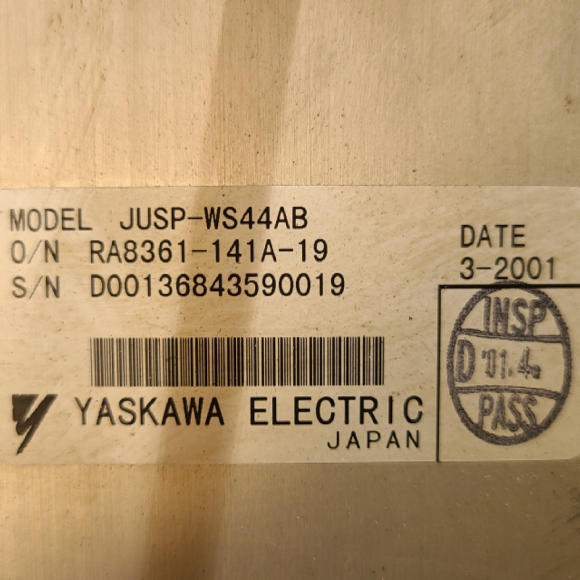 MODEL JUSP-WS44AB
O/N RA8361-141A-19
S/N D00136843590019
DATE
3-2001
INSP
D '01.4.
PASS
YASKAWA ELECTRIC
JAPAN